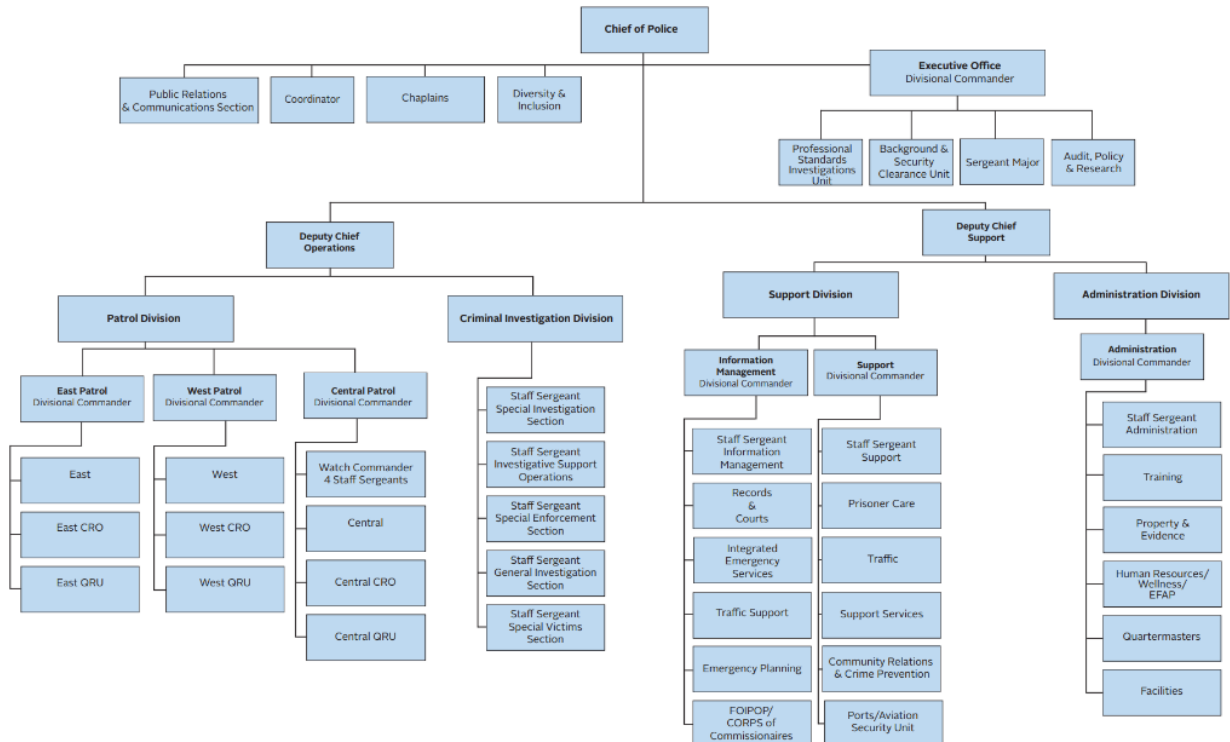 Chief of Police
Executive Office
Divisional Commander
Public Relations
& Communications Section
Coordinator
Chaplains
Diversity &
Inclusion
Professional
Standards
Investigations
Unit
Background &
Security
Clearance Unit
Sergeant Major
Audit, Policy
& Research
Deputy Chief
Operations
Deputy Chief
Support
Patrol Division
Criminal Investigation Division
Support Division
Administration Division
East Patrol
Divisional Commander
West Patrol
Divisional Commander
Central Patrol
Divisional Commander
Information
Management
Divisional Commander
Support
Divisional Commander
Administration
Divisional Commander
East
East CRO
East QRU
West
West CRO
West QRU
Watch Commander
4 Staff Sergeants
Central
Central CRO
Central QRU
Staff Sergeant
Special Investigation
Section
Staff Sergeant
Investigative Support
Operations
Staff Sergeant
Special Enforcement
Section
Staff Sergeant
General Investigation
Section
Staff Sergeant
Special Victims
Section
Staff Sergeant
Information
Management
Records
&
Courts
Integrated
Emergency
Services
Traffic Support
Emergency Planning
FOIPOP/
CORPS of
Commissionaires
Staff Sergeant
Support
Prisoner Care
Traffic
Support Services
Community Relations
& Crime Prevention
Ports/Aviation
Security Unit
Staff Sergeant
Administration
Training
Property &
Evidence
Human Resources/
Wellness/
EFAP
Quartermasters
Facilities